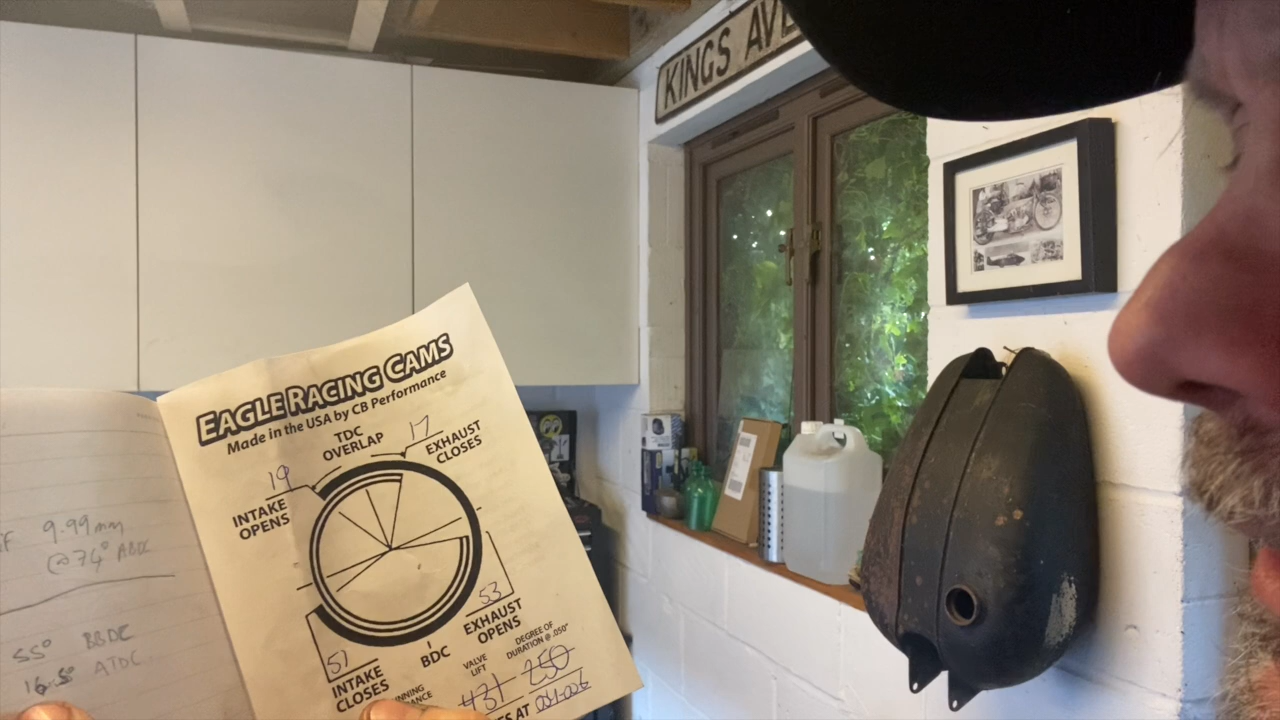 KINGS AVE
EAGLE RACING CAMS
Made in the USA by CB Performance
TDC
OVERLAP
17
EXHAUST
CLOSES
19
INTAKE
OPENS
53
EXHAUST
OPENS
BDC
57
INTAKE
CLOSES
VALVE
LIFT
DEGREE OF
DURATION @ .050"
431
250
9.99mm
@74° ABDC
55° BBDC
16.5° ATDC